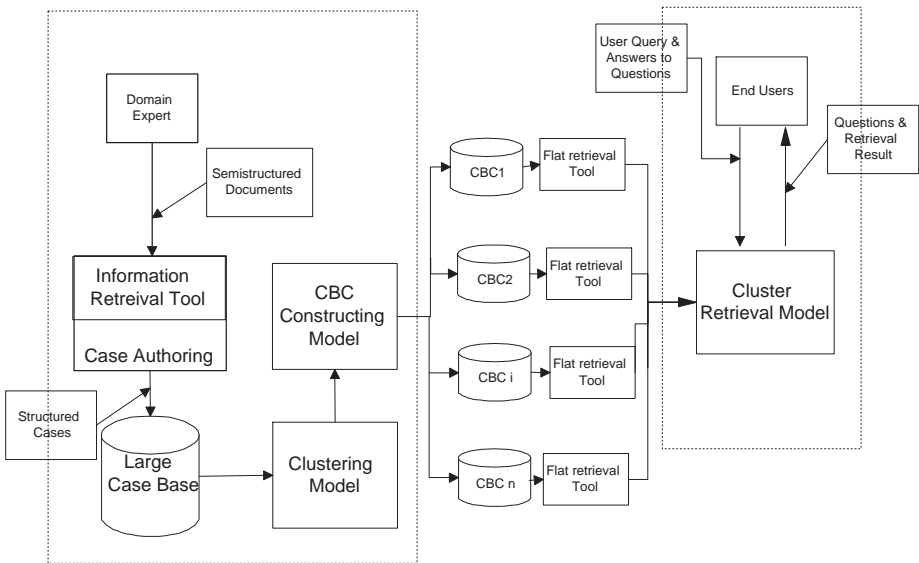 Domain
Expert
Semistructured
Documents
Information
Retreival Tool
Case Authoring
Structured
Cases
Large
Case Base
Clustering
Model
CBC
Constructing
Model
CBC1
Flat retrieval
Tool
CBC2
Flat retrieval
Tool
CBC i
Flat retrieval
Tool
CBC n
Flat retrieval
Tool
User Query &
Answers to
Questions
End Users
Questions &
Retrieval
Result
Cluster
Retrieval Model